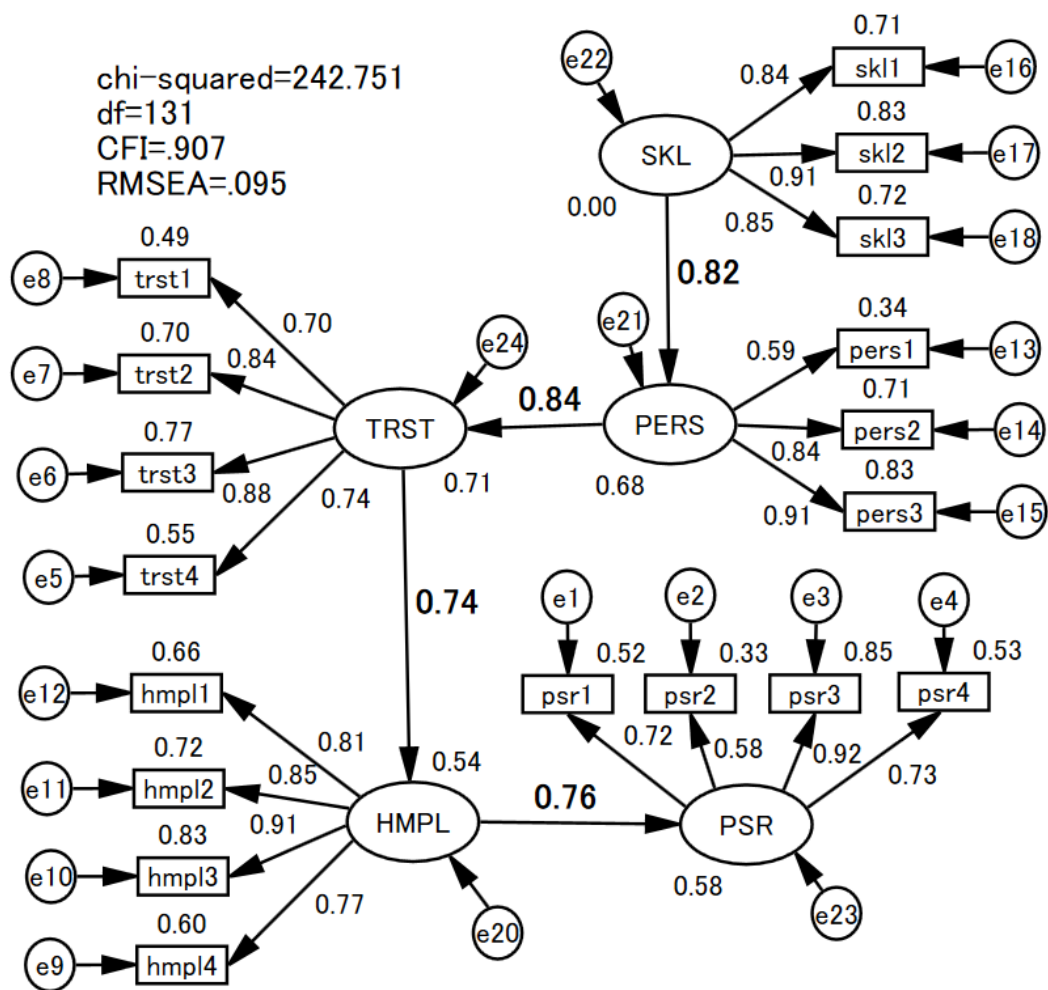 chi-squared=242.751
df=131
CFI=.907
RMSEA=.095
e22
0.71
skl1
e16
0.84
SKL
0.83
skl2
e17
0.91
0.00
0.72
skl3
e18
0.85
0.82
0.49
e8
trst1
0.70
0.70
e7
trst2
0.84
e24
e21
0.34
pers1
e13
0.59
TRST
0.84
PERS
0.71
pers2
e14
0.84
0.77
e6
trst3
0.88
0.74
0.71
0.68
0.83
pers3
e15
0.91
0.55
e5
trst4
0.74
e1
e2
e3
e4
0.52
0.33
0.85
0.53
psr1
psr2
psr3
psr4
0.72
0.58
0.92
0.73
0.66
e12
hmpl1
0.81
0.72
e11
hmpl2
0.85
0.54
HMPL
0.76
PSR
0.83
e10
hmpl3
0.91
0.58
0.60
e9
hmpl4
0.77
e20
e23